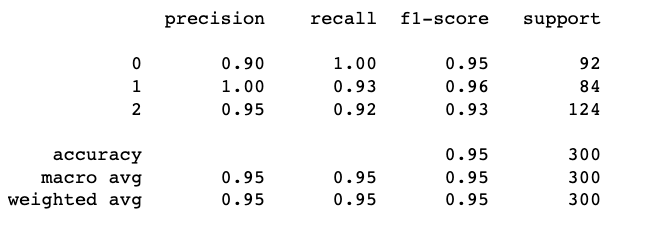 precision recall f1-score support
0 0.90 1.00 0.95 92
1 1.00 0.93 0.96 84
2 0.95 0.92 0.93 124
accuracy 0.95 300
macro avg 0.95 0.95 0.95 300
weighted avg 0.95 0.95 0.95 300